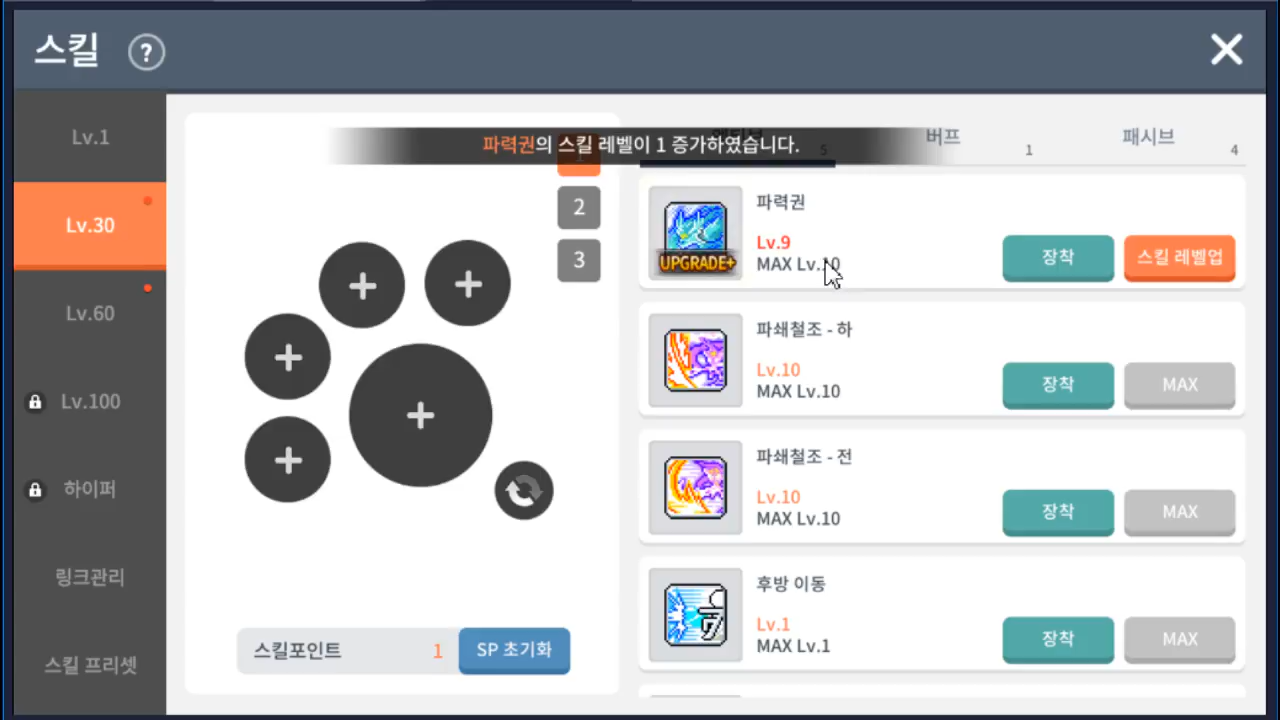 스킬 ?
Lv.1
Lv.30
Lv.60
Lv.100
하이퍼
링크관리
스킬 프리셋
파력권의 스킬 레벨이 1 증가하였습니다.
1
2
3
스킬포인트 1 SP 초기화
액티브 5
버프 1
패시브 4
파력권
Lv.9
MAX Lv.10
UPGRADE+
장착 스킬 레벨업
파쇄철조 - 하
Lv.10
MAX Lv.10
장착 MAX
파쇄철조 - 전
Lv.10
MAX Lv.10
장착 MAX
후방 이동
Lv.1
MAX Lv.1
장착 MAX